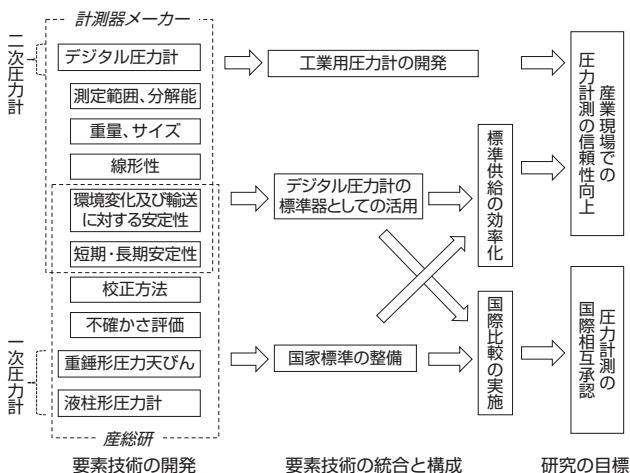 計測器メーカー
二次圧力計
デジタル圧力計
測定範囲、分解能
重量、サイズ
線形性
環境変化及び輸送
に対する安定性
短期・長期安定性
校正方法
不確かさ評価
一次圧力計
重錘形圧力天びん
液柱形圧力計
産総研
要素技術の開発
工業用圧力計の開発
デジタル圧力計の
標準器としての活用
国家標準の整備
標準供給の効率化
国際比較の実施
要素技術の統合と構成
産業現場での
圧力計測の信頼性向上
圧力計測の
国際相互承認
研究の目標